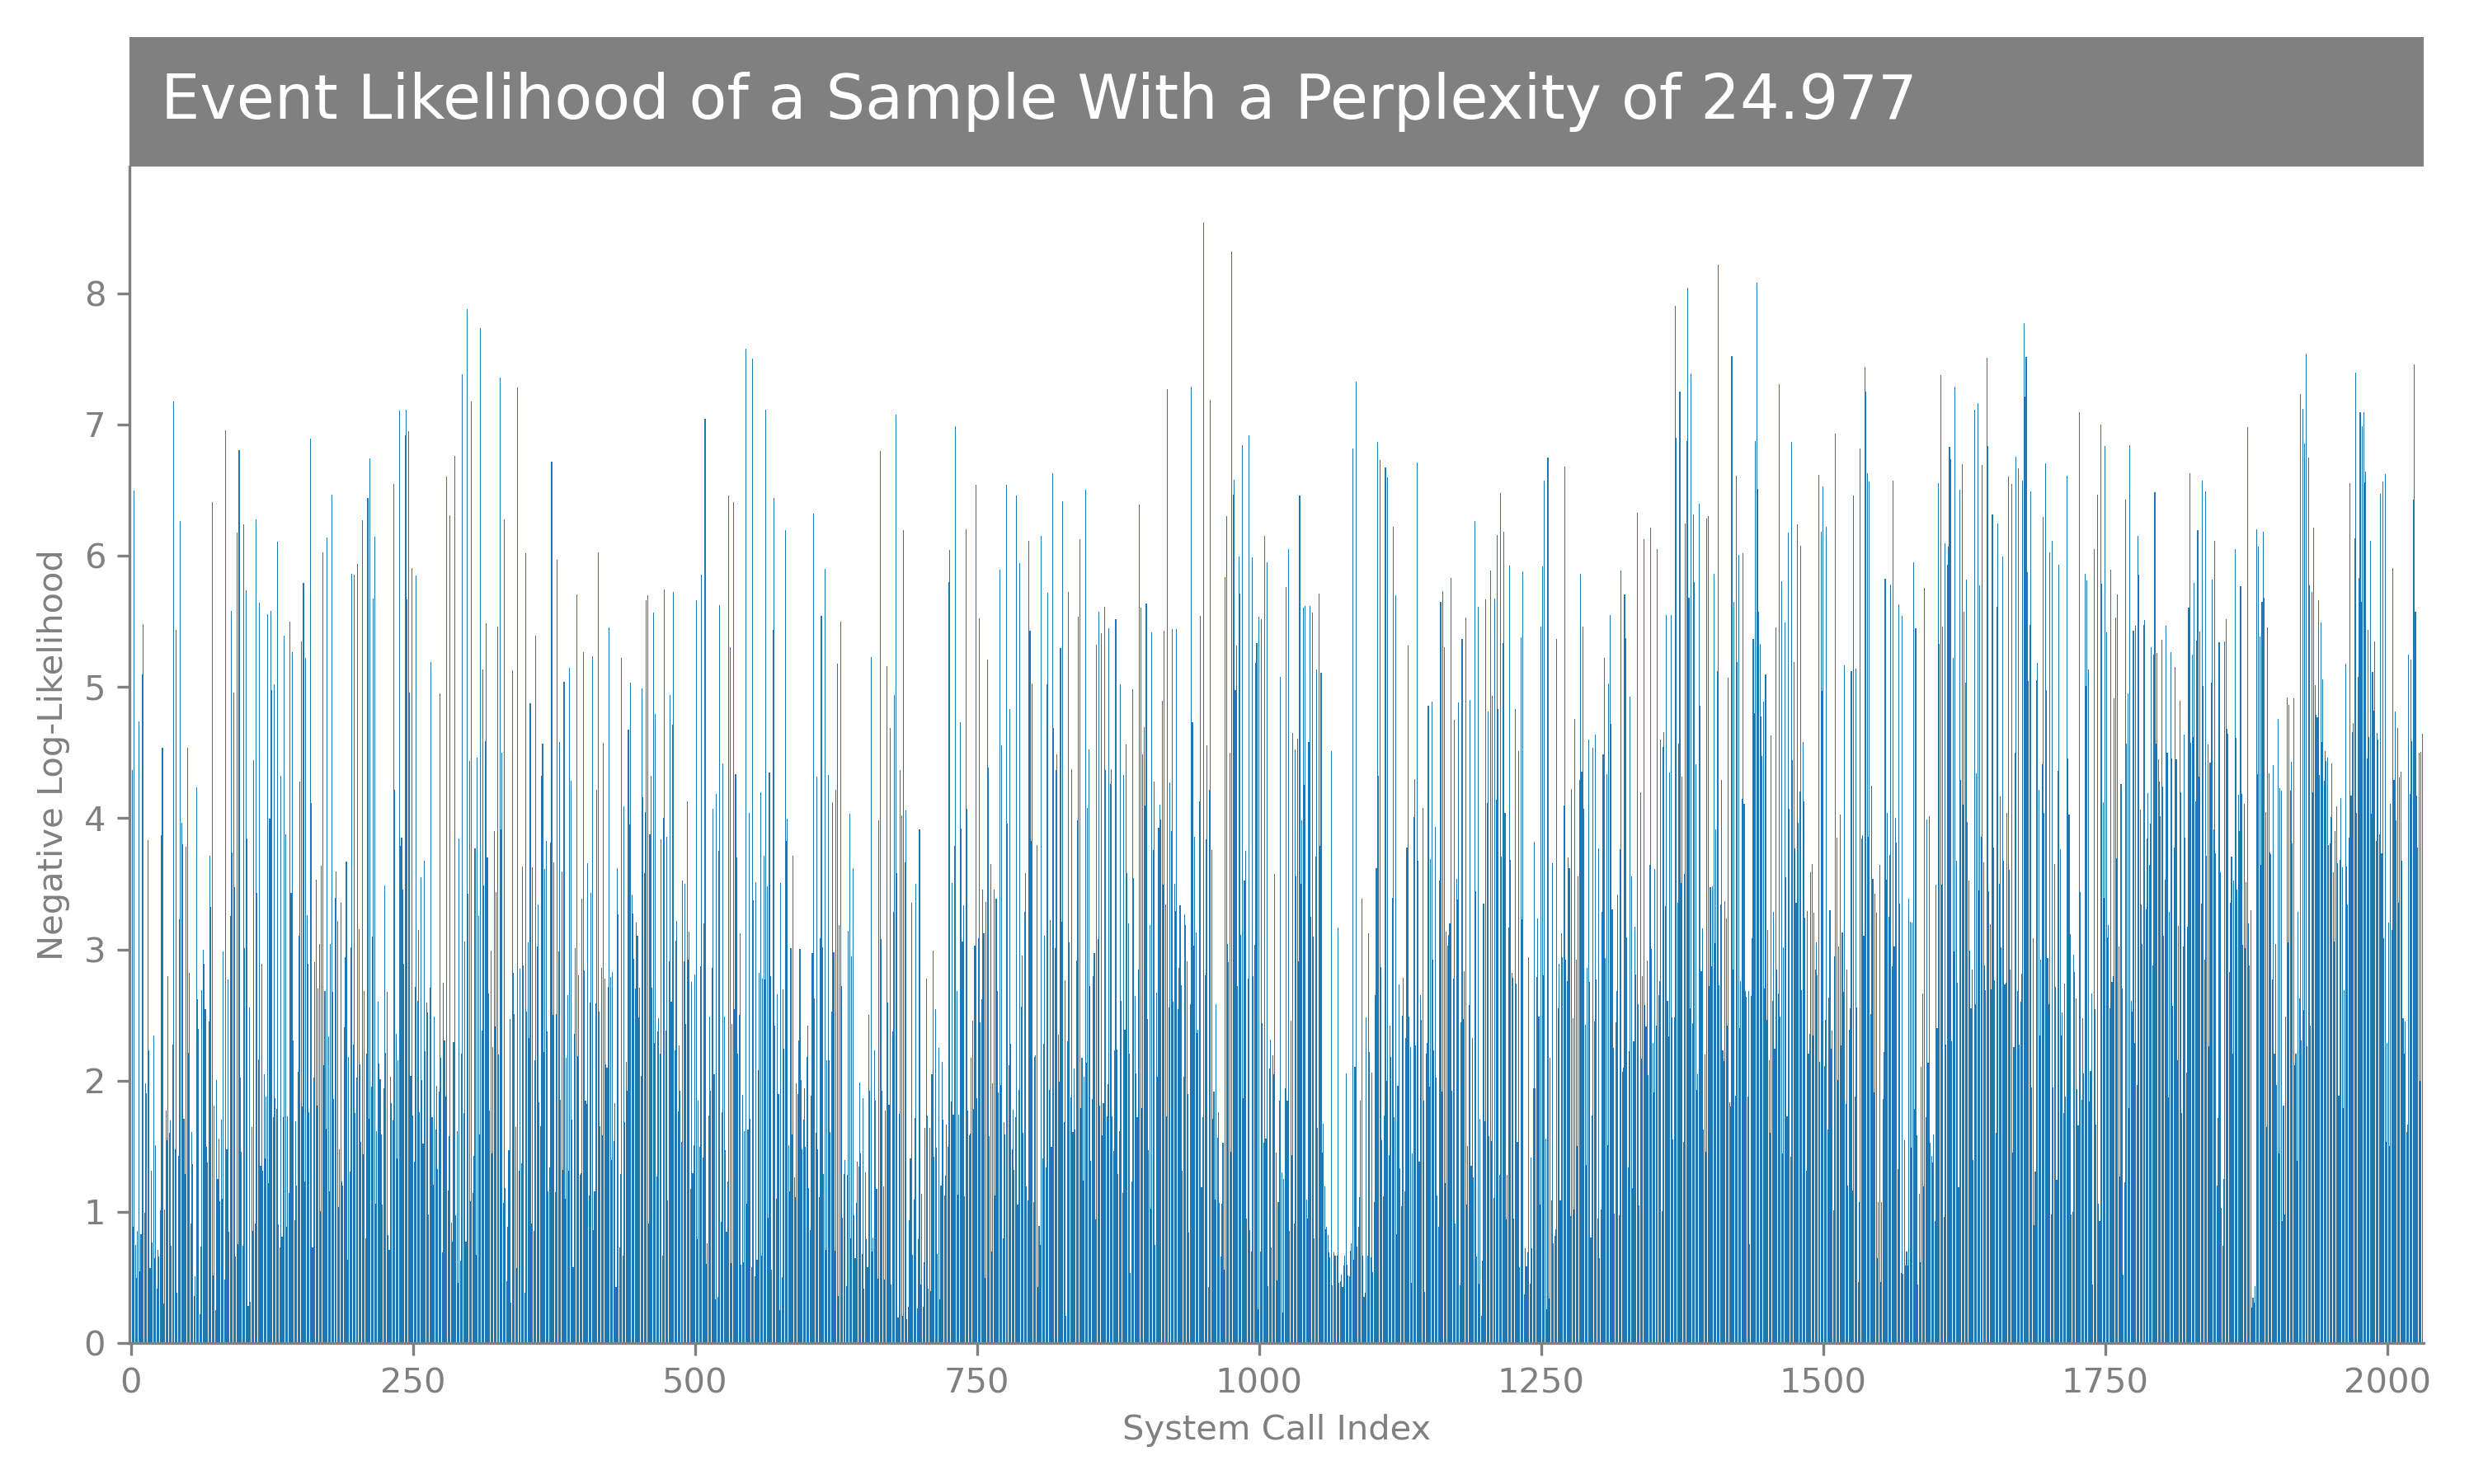 Event Likelihood of a Sample With a Perplexity of 24.977
8
7
6
5
4
3
2
1
0
Negative Log-Likelihood
0 250 500 750 1000 1250 1500 1750 2000
System Call Index